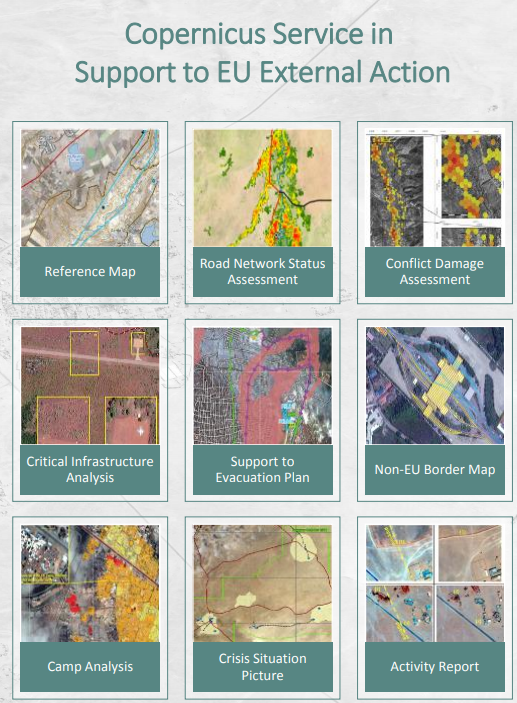 Copernicus Service in
Support to EU External Action
Reference Map
Road Network Status
Assessment
Conflict Damage
Assessment
Critical Infrastructure
Analysis
Support to
Evacuation Plan
Non-EU Border Map
Camp Analysis
Crisis Situation
Picture
Activity Report